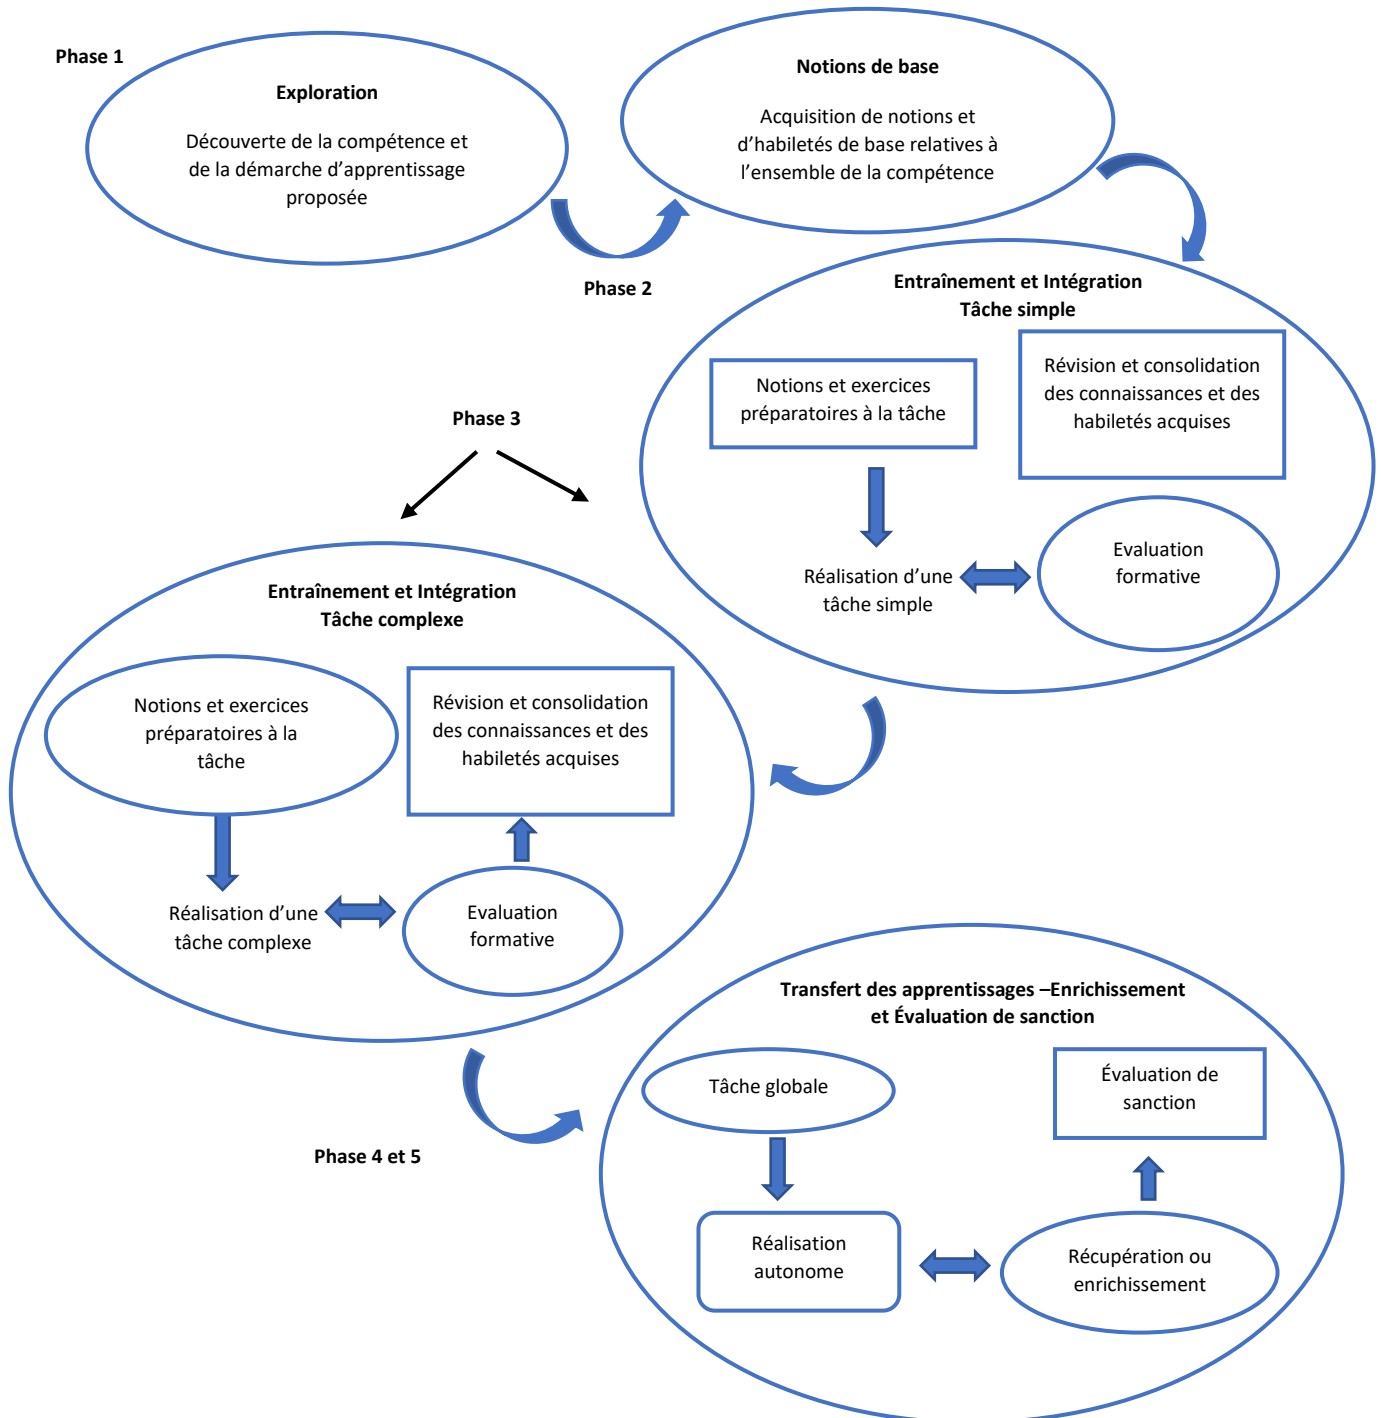 Phase 1
Exploration
Découverte de la compétence et
de la démarche d’apprentissage
proposée
Notions de base
Acquisition de notions et
d’habiletés de base relatives à
l’ensemble de la compétence
Phase 2
Entraînement et Intégration
Tâche simple
Notions et exercices
préparatoires à la tâche
Révision et consolidation
des connaissances et des
habiletés acquises
Réalisation d’une
tâche simple
Evaluation
formative
Phase 3
Entraînement et Intégration
Tâche complexe
Notions et exercices
préparatoires à la
tâche
Révision et consolidation
des connaissances et des
habiletés acquises
Réalisation d’une
tâche complexe
Evaluation
formative
Phase 4 et 5
Transfert des apprentissages –Enrichissement
et Évaluation de sanction
Tâche globale
Évaluation de
sanction
Réalisation
autonome
Récupération ou
enrichissement